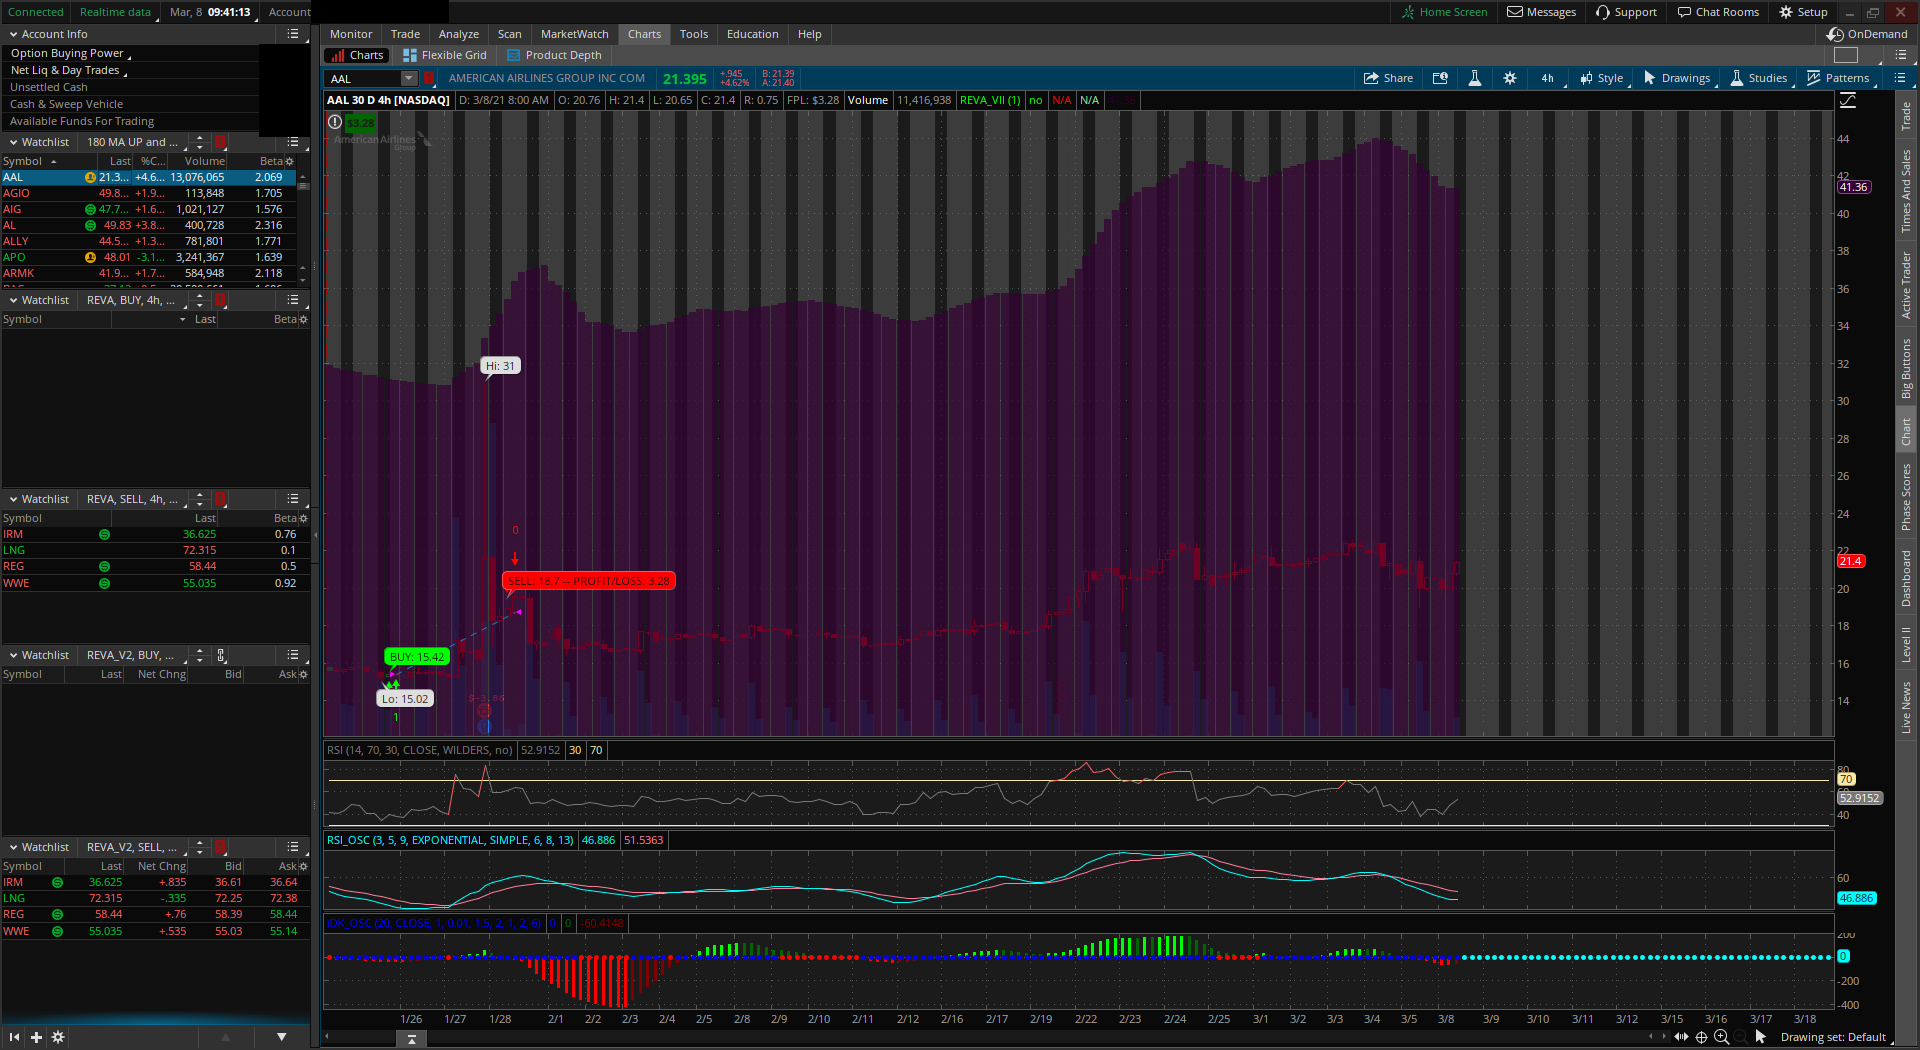 Connected Realtime data Mar, 8 09:41:13 Account
Home Screen Messages Support Chat Rooms Setup
Account Info
Option Buying Power
Net Liq & Day Trades
Unsettled Cash
Cash & Sweep Vehicle
Available Funds For Trading
Watchlist 180 MA UP and ...
Symbol Last %C... Volume Beta
AAL 21.3... +4.6... 13,076,065 2.069
AGIO 49.8... +1.9... 113,848 1.705
AIG 47.7... +1.6... 1,021,127 1.576
AL 49.83 +3.8... 400,728 2.316
ALLY 44.5... +1.3... 781,801 1.771
APO 48.01 -3.1... 3,241,367 1.639
ARMK 41.9... +1.7... 584,948 2.118
Watchlist REVA, BUY, 4h, ...
Symbol Last Beta
Watchlist REVA, SELL, 4h, ...
Symbol Last Beta
IRM 36.625 0.76
LNG 72.315 0.1
REG 58.44 0.5
WWE 55.035 0.92
Watchlist REVA_V2, BUY, ...
Symbol Last Net Chng Bid Ask
Watchlist REVA_V2, SELL, ...
Symbol Last Net Chng Bid Ask
IRM 36.625 +.835 36.61 36.64
LNG 72.315 -.335 72.25 72.38
REG 58.44 +.76 58.39 58.44
WWE 55.035 +.535 55.03 55.14
Monitor Trade Analyze Scan MarketWatch Charts Tools Education Help
OnDemand
Charts Flexible Grid Product Depth
AAL AMERICAN AIRLINES GROUP INC COM 21.395 +.945 +4.62% B: 21.39 A: 21.40 Share 4h Style Drawings Studies Patterns
AAL 30 D 4h [NASDAQ] D: 3/8/21 8:00 AM O: 20.76 H: 21.4 L: 20.65 C: 21.4 R: 0.75 FPL: $3.28 Volume 11,416,938 REVA_VII (1) no N/A N/A
$3.28
American Airlines
Group
44
42
41.36
40
38
36
34
32
30
28
26
24
22
21.4
20
18
16
14
Hi: 31
0
SELL: 18.7 -- PROFIT/LOSS: 3.28
BUY: 15.42
Lo: 15.02
1
RSI (14, 70, 30, CLOSE, WILDERS, no) 52.9152 30 70
80
70
60
52.9152
40
RSI_OSC (3, 5, 9, EXPONENTIAL, SIMPLE, 6, 8, 13) 46.886 51.5363
60
46.886
IDK_OSC (20, CLOSE, 1, 0.01, 1.5, 2, 1, 2, 6) 0 0 -60.4148
200
0
-200
-400
1/26 1/27 1/28 2/1 2/2 2/3 2/4 2/5 2/8 2/9 2/10 2/11 2/12 2/16 2/17 2/19 2/22 2/23 2/24 2/25 3/1 3/2 3/3 3/4 3/5 3/8 3/9 3/10 3/11 3/12 3/15 3/16 3/17 3/18
Drawing set: Default
Trade
Times And Sales
Active Trader
Big Buttons
Chart
Phase Scores
Dashboard
Level II
Live News